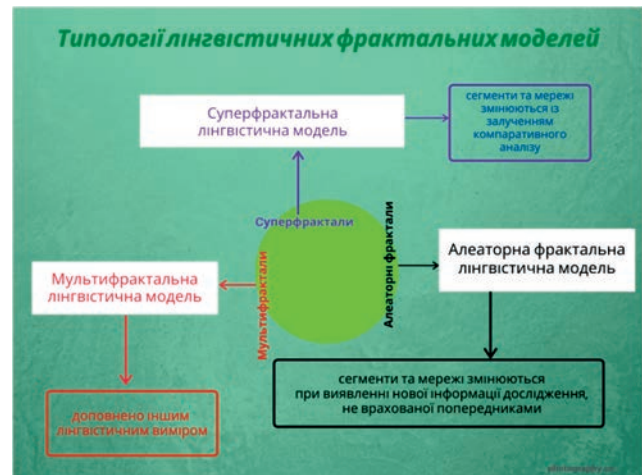 Типології лінгвістичних фрактальних моделей
Суперфрактальна
лінгвістична модель
сегменти та мережі
змінюються із
залученням
компаративного
аналізу
Суперфрактали
Мультифрактали
Алеаторні фрактали
Алеаторна фрактальна
лінгвістична модель
Мультифрактальна
лінгвістична модель
сегменти та мережі змінюються
при виявленні нової інформації дослідження,
не врахованої попередниками
доповнено іншим
лінгвістичним виміром